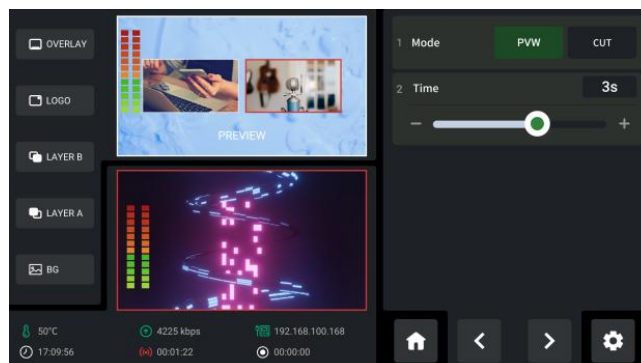 OVERLAY
LOGO
LAYER B
LAYER A
BG
PREVIEW
50°C
4225 kbps
192.168.100.168
17:09:56
00:01:22
00:00:00
1 Mode PVW CUT
2 Time 3s
− +